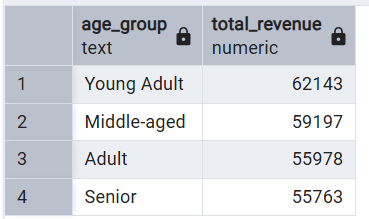 age_group total_revenue
text numeric
1 Young Adult 62143
2 Middle-aged 59197
3 Adult 55978
4 Senior 55763